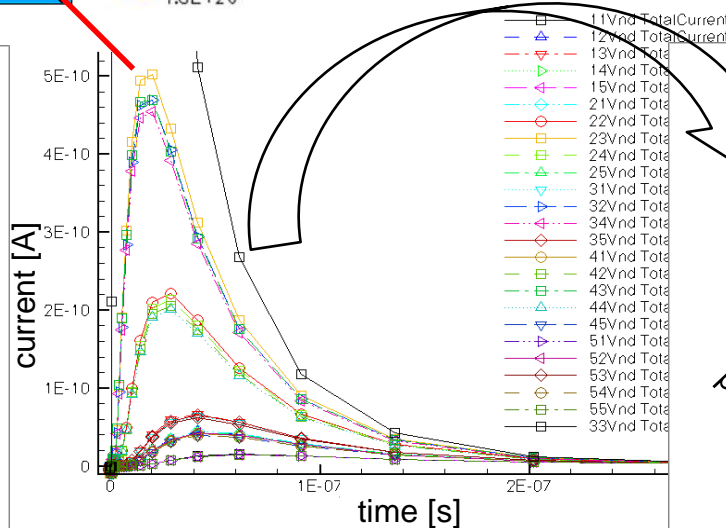 5E-10
4E-10
3E-10
2E-10
1E-10
0
current [A]
0
1E-07
2E-07
time [s]
11Vnd TotalCurrent
12Vnd TotalCurrent
13Vnd Tota
14Vnd Tota
15Vnd Tota
21Vnd Tota
22Vnd Tota
23Vnd Tota
24Vnd Tota
25Vnd Tota
31Vnd Tota
32Vnd Tota
34Vnd Tota
35Vnd Tota
41Vnd Tota
42Vnd Tota
43Vnd Tota
44Vnd Tota
45Vnd Tota
51Vnd Tota
52Vnd Tota
53Vnd Tota
54Vnd Tota
55Vnd Tota
33Vnd Tota